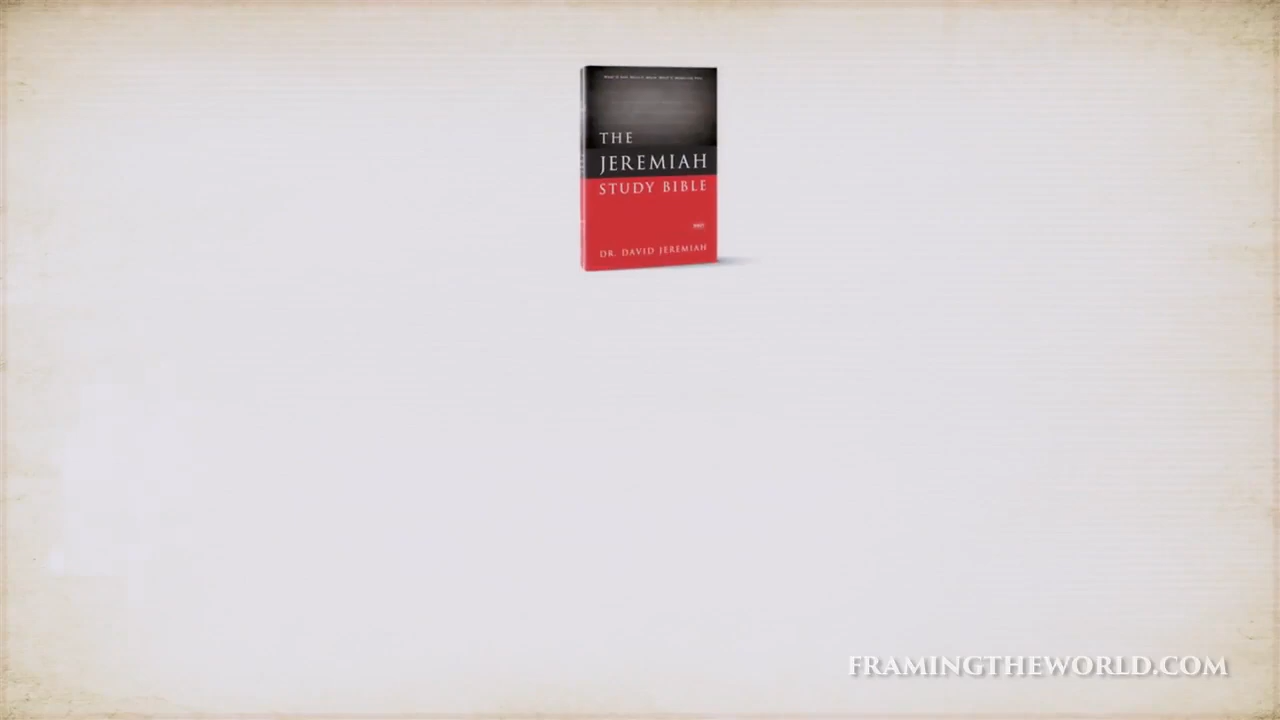 THE
JEREMIAH
STUDY BIBLE
DR. DAVID JEREMIAH
FRAMINGTHEWORLD.COM